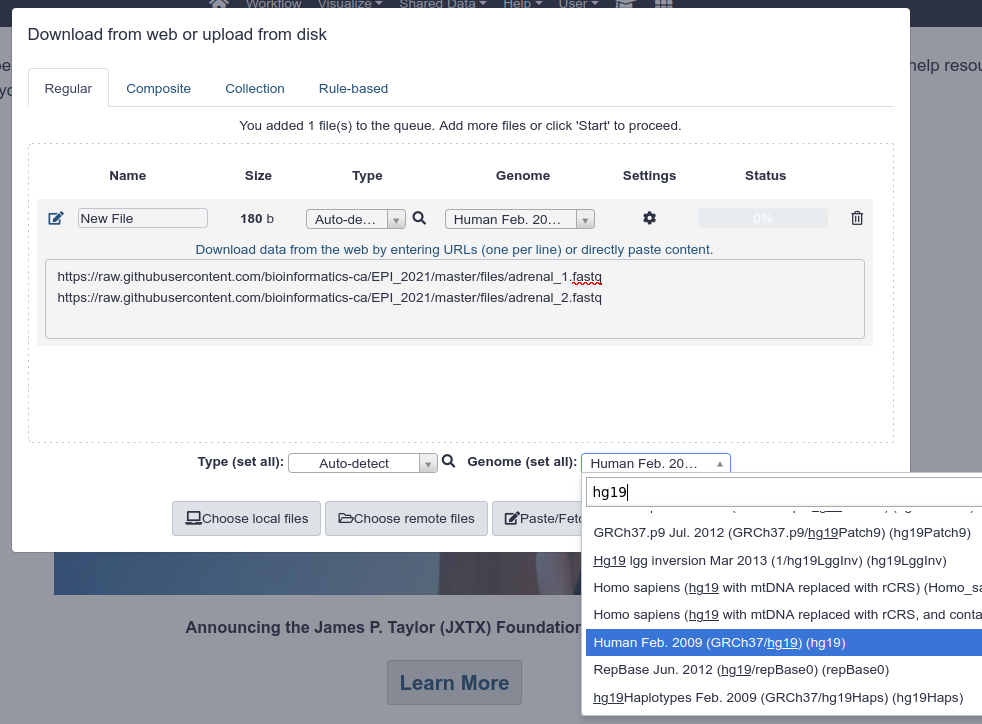 Workflow Visualize Shared Data Help User
Download from web or upload from disk
help resou
Regular Composite Collection Rule-based
You added 1 file(s) to the queue. Add more files or click 'Start' to proceed.
Name Size Type Genome Settings Status
New File 180 b Auto-de... Human Feb. 20... 0%
Download data from the web by entering URLs (one per line) or directly paste content.
https://raw.githubusercontent.com/bioinformatics-ca/EPI_2021/master/files/adrenal_1.fastq
https://raw.githubusercontent.com/bioinformatics-ca/EPI_2021/master/files/adrenal_2.fastq
Type (set all): Auto-detect Genome (set all): Human Feb. 20...
hg19
Choose local files Choose remote files Paste/Fetc
GRCh37.p9 Jul. 2012 (GRCh37.p9/hg19Patch9) (hg19Patch9)
Hg19 lgg inversion Mar 2013 (1/hg19LggInv) (hg19LggInv)
Homo sapiens (hg19 with mtDNA replaced with rCRS) (Homo_sa
Homo sapiens (hg19 with mtDNA replaced with rCRS, and conta
Human Feb. 2009 (GRCh37/hg19) (hg19)
RepBase Jun. 2012 (hg19/repBase0) (repBase0)
hg19Haplotypes Feb. 2009 (GRCh37/hg19Haps) (hg19Haps)
Announcing the James P. Taylor (JXTX) Foundation
Learn More